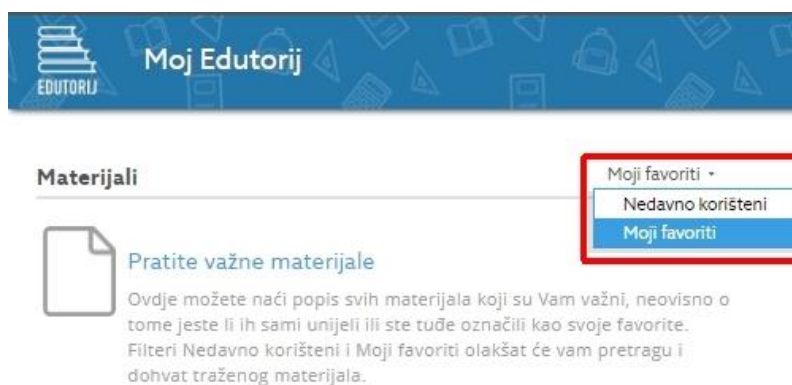 EDUTORIJ
Moj Edutorij
Materijali
Moji favoriti
Nedavno korišteni
Moji favoriti
Pratite važne materijale
Ovdje možete naći popis svih materijala koji su Vam važni, neovisno o
tome jeste li ih sami unijeli ili ste tuđe označili kao svoje favorite.
Filteri Nedavno korišteni i Moji favoriti olakšat će vam pretragu i
dohvat traženog materijala.